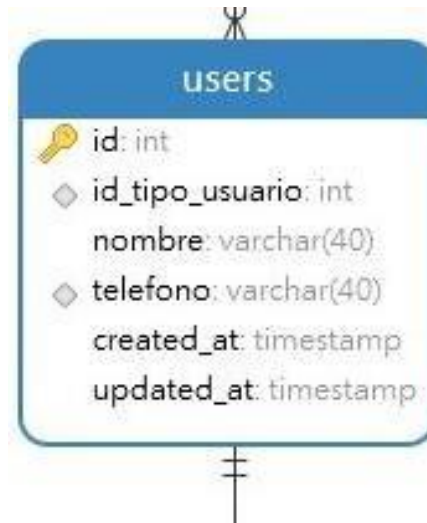 users
id: int
id_tipo_usuario: int
nombre: varchar(40)
telefono: varchar(40)
created_at: timestamp
updated_at: timestamp